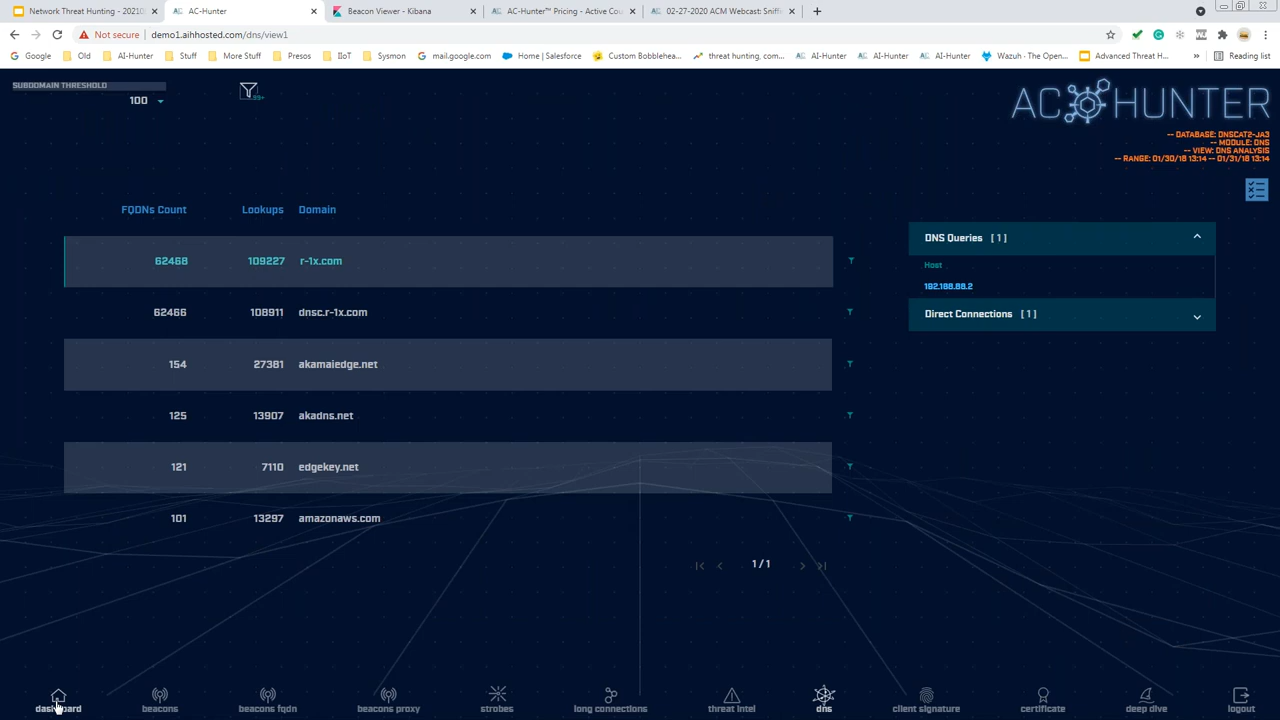 Network Threat Hunting - 20210
AC-Hunter
Beacon Viewer - Kibana
AC-Hunter™ Pricing - Active Cou
02-27-2020 ACM Webcast: Sniffe
Not secure | demo1.aihhosted.com/dns/view1
Google Old AI-Hunter Stuff More Stuff Presos IIoT Sysmon mail.google.com Home | Salesforce Custom Bobblehea... threat hunting, com... AI-Hunter AI-Hunter AI-Hunter Wazuh · The Open... Advanced Threat H... » Reading list
SUBDOMAIN THRESHOLD
100
99+
AC HUNTER
-- DATABASE: DNSCAT2-JA3
-- MODULE: DNS
-- VIEW: DNS ANALYSIS
-- RANGE: 01/30/18 13:14 -- 01/31/18 13:14
FQDNs Count Lookups Domain
62468 109227 r-1x.com
62466 108911 dnsc.r-1x.com
154 27381 akamaiedge.net
125 13907 akadns.net
121 7110 edgekey.net
101 13297 amazonaws.com
1 / 1
DNS Queries [ 1 ]
Host
192.168.88.2
Direct Connections [ 1 ]
dashboard beacons beacons fqdn beacons proxy strobes long connections threat intel dns client signature certificate deep dive logout